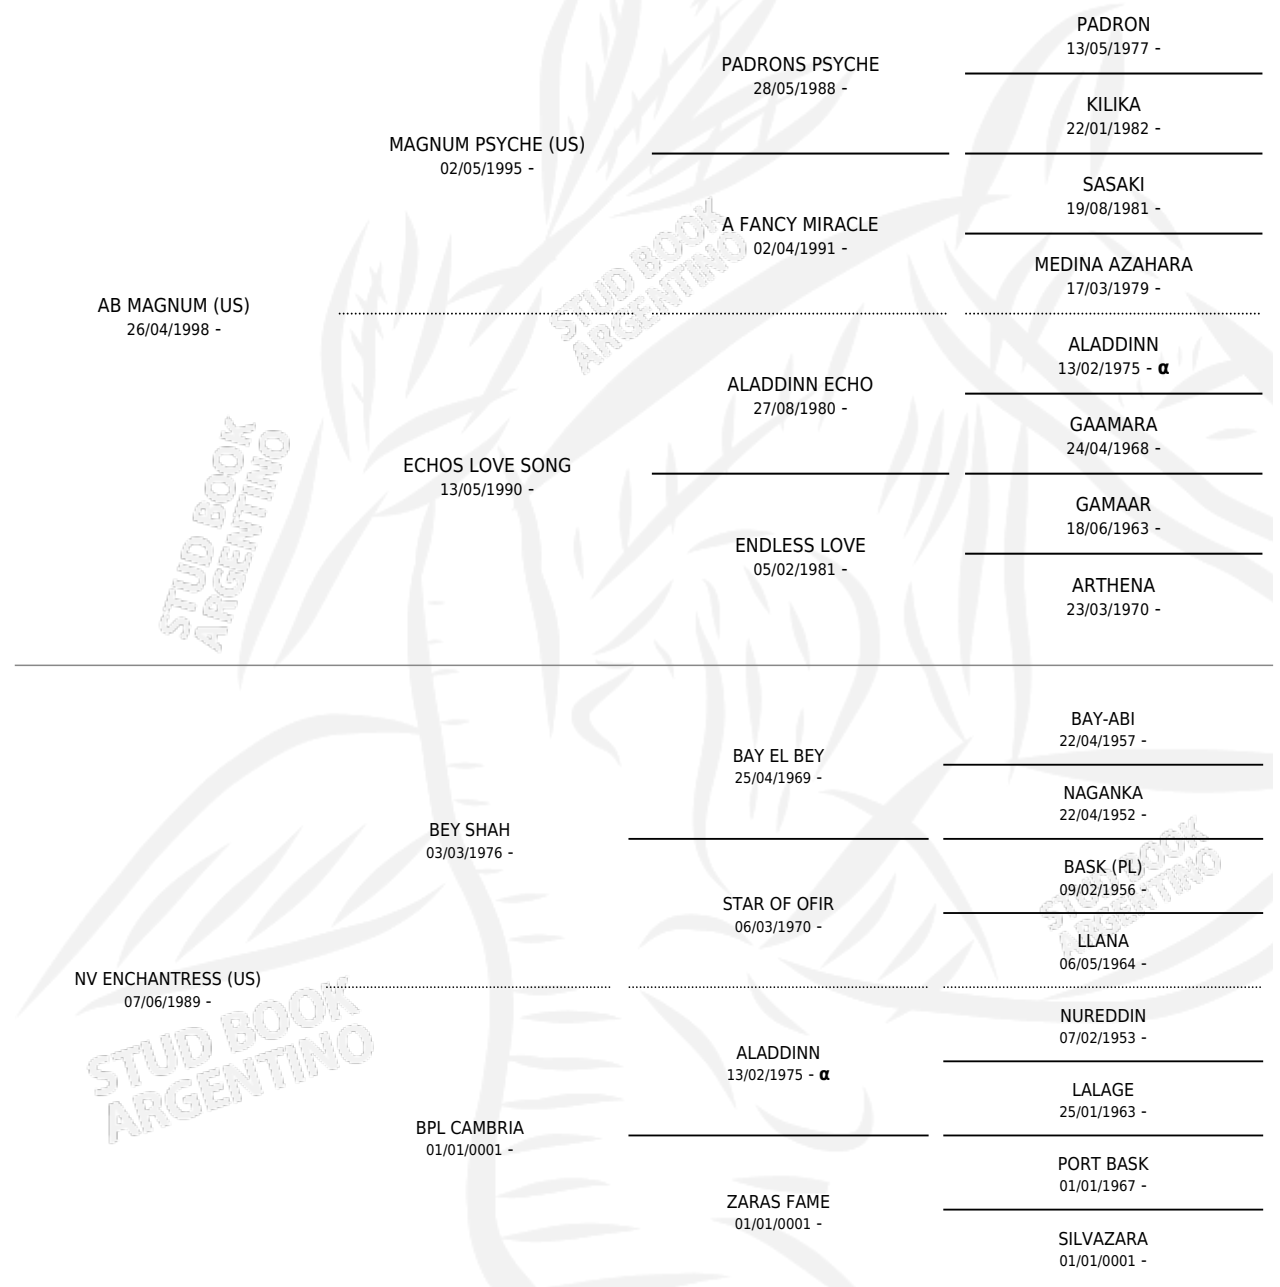 PADRON
13/05/1977 -
PADRONS PSYCHE
28/05/1988 -
KILIKA
22/01/1982 -
MAGNUM PSYCHE (US)
02/05/1995 -
SASAKI
19/08/1981 -
A FANCY MIRACLE
02/04/1991 -
MEDINA AZAHARA
17/03/1979 -
AB MAGNUM (US)
26/04/1998 -
ALADDINN
13/02/1975 - α
ALADDINN ECHO
27/08/1980 -
GAAMARA
24/04/1968 -
ECHOS LOVE SONG
13/05/1990 -
GAMAAR
18/06/1963 -
ENDLESS LOVE
05/02/1981 -
ARTHENA
23/03/1970 -
STUD BOOK
ARGENTINO
STUD BOOK
ARGENTINO
BAY-ABI
22/04/1957 -
BAY EL BEY
25/04/1969 -
NAGANKA
22/04/1952 -
BEY SHAH
03/03/1976 -
BASK (PL)
09/02/1956 -
STAR OF OFIR
06/03/1970 -
LLANA
06/05/1964 -
NV ENCHANTRESS (US)
07/06/1989 -
NUREDDIN
07/02/1953 -
ALADDINN
13/02/1975 - α
LALAGE
25/01/1963 -
BPL CAMBRIA
01/01/0001 -
PORT BASK
01/01/1967 -
ZARAS FAME
01/01/0001 -
SILVAZARA
01/01/0001 -
STUD BOOK
ARGENTINO
STUD BOOK
ARGENTINO